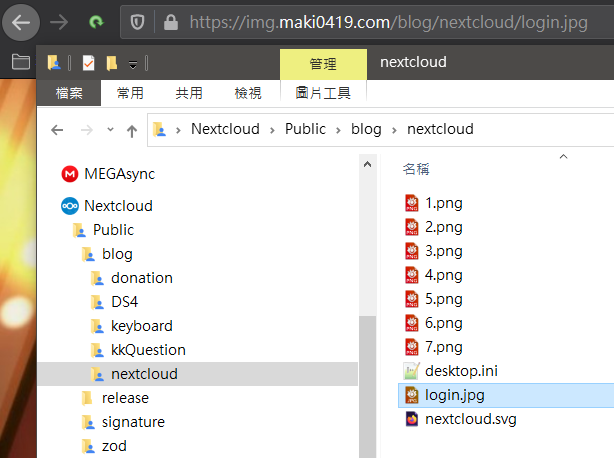 https://img.maki0419.com/blog/nextcloud/login.jpg
管理
nextcloud
檔案
常用
共用
檢視
圖片工具
Nextcloud › Public › blog › nextcloud
MEGAsync
Nextcloud
Public
blog
donation
DS4
keyboard
kkQuestion
nextcloud
release
signature
zod
名稱
1.png
2.png
3.png
4.png
5.png
6.png
7.png
desktop.ini
login.jpg
nextcloud.svg